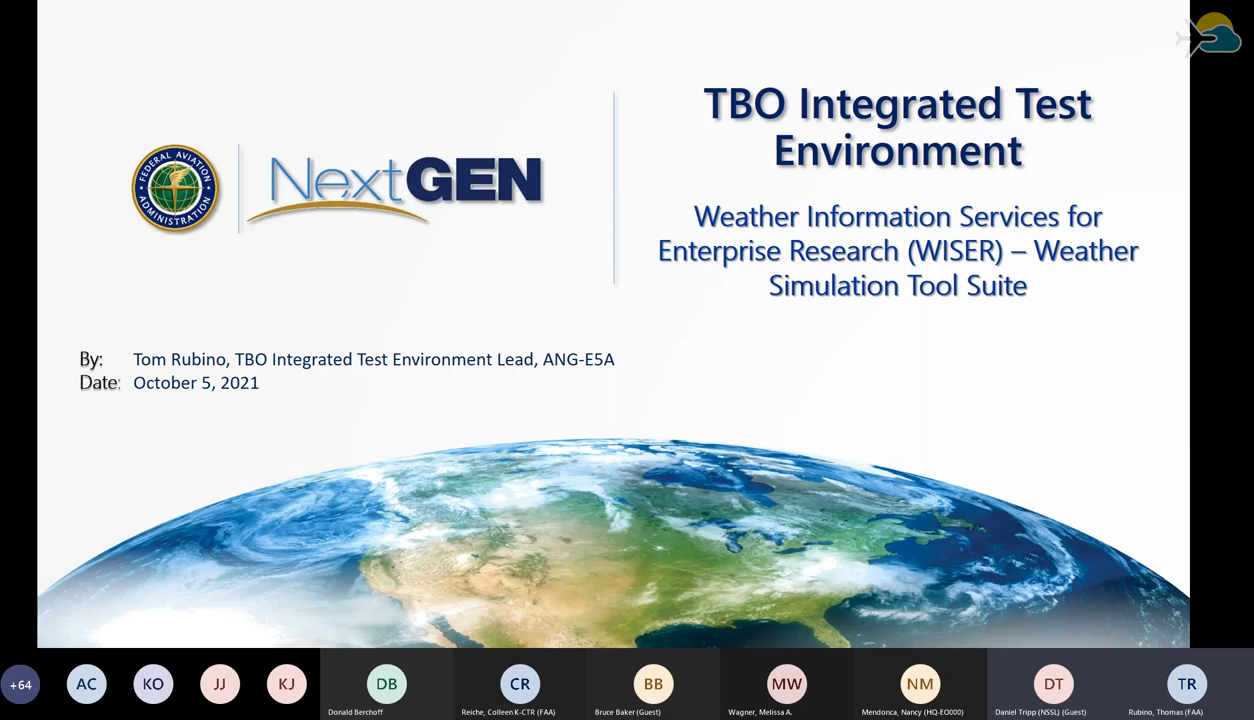 FEDERAL AVIATION
ADMINISTRATION
NextGEN
TBO Integrated Test
Environment
Weather Information Services for
Enterprise Research (WISER) – Weather
Simulation Tool Suite
By: Tom Rubino, TBO Integrated Test Environment Lead, ANG-E5A
Date: October 5, 2021
+64
AC
KO
JJ
KJ
DB
CR
BB
MW
NM
DT
TR
Donald Berchoff
Reiche, Colleen K-CTR (FAA)
Bruce Baker (Guest)
Wagner, Melissa A.
Mendonca, Nancy (HQ-EO000)
Daniel Tripp (NSSL) (Guest)
Rubino, Thomas (FAA)